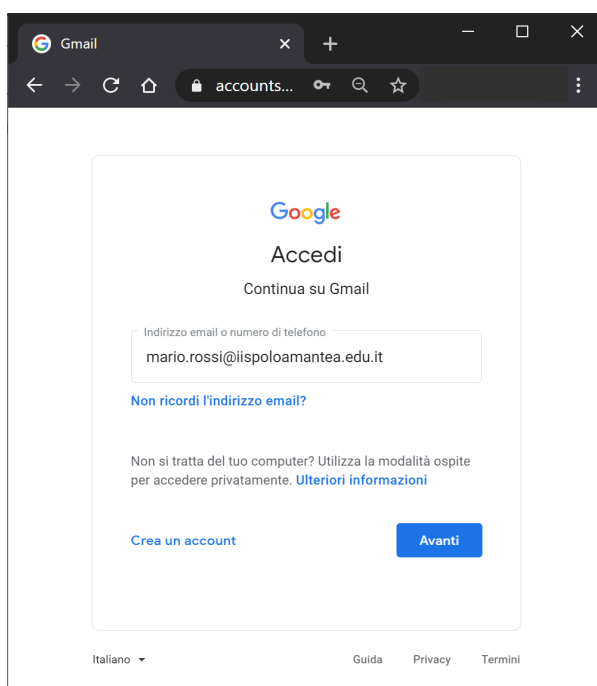 Gmail
accounts...
Google
Accedi
Continua su Gmail
Indirizzo email o numero di telefono
mario.rossi@iispoloamantea.edu.it
Non ricordi l'indirizzo email?
Non si tratta del tuo computer? Utilizza la modalità ospite
per accedere privatamente. Ulteriori informazioni
Crea un account Avanti
Italiano Guida Privacy Termini